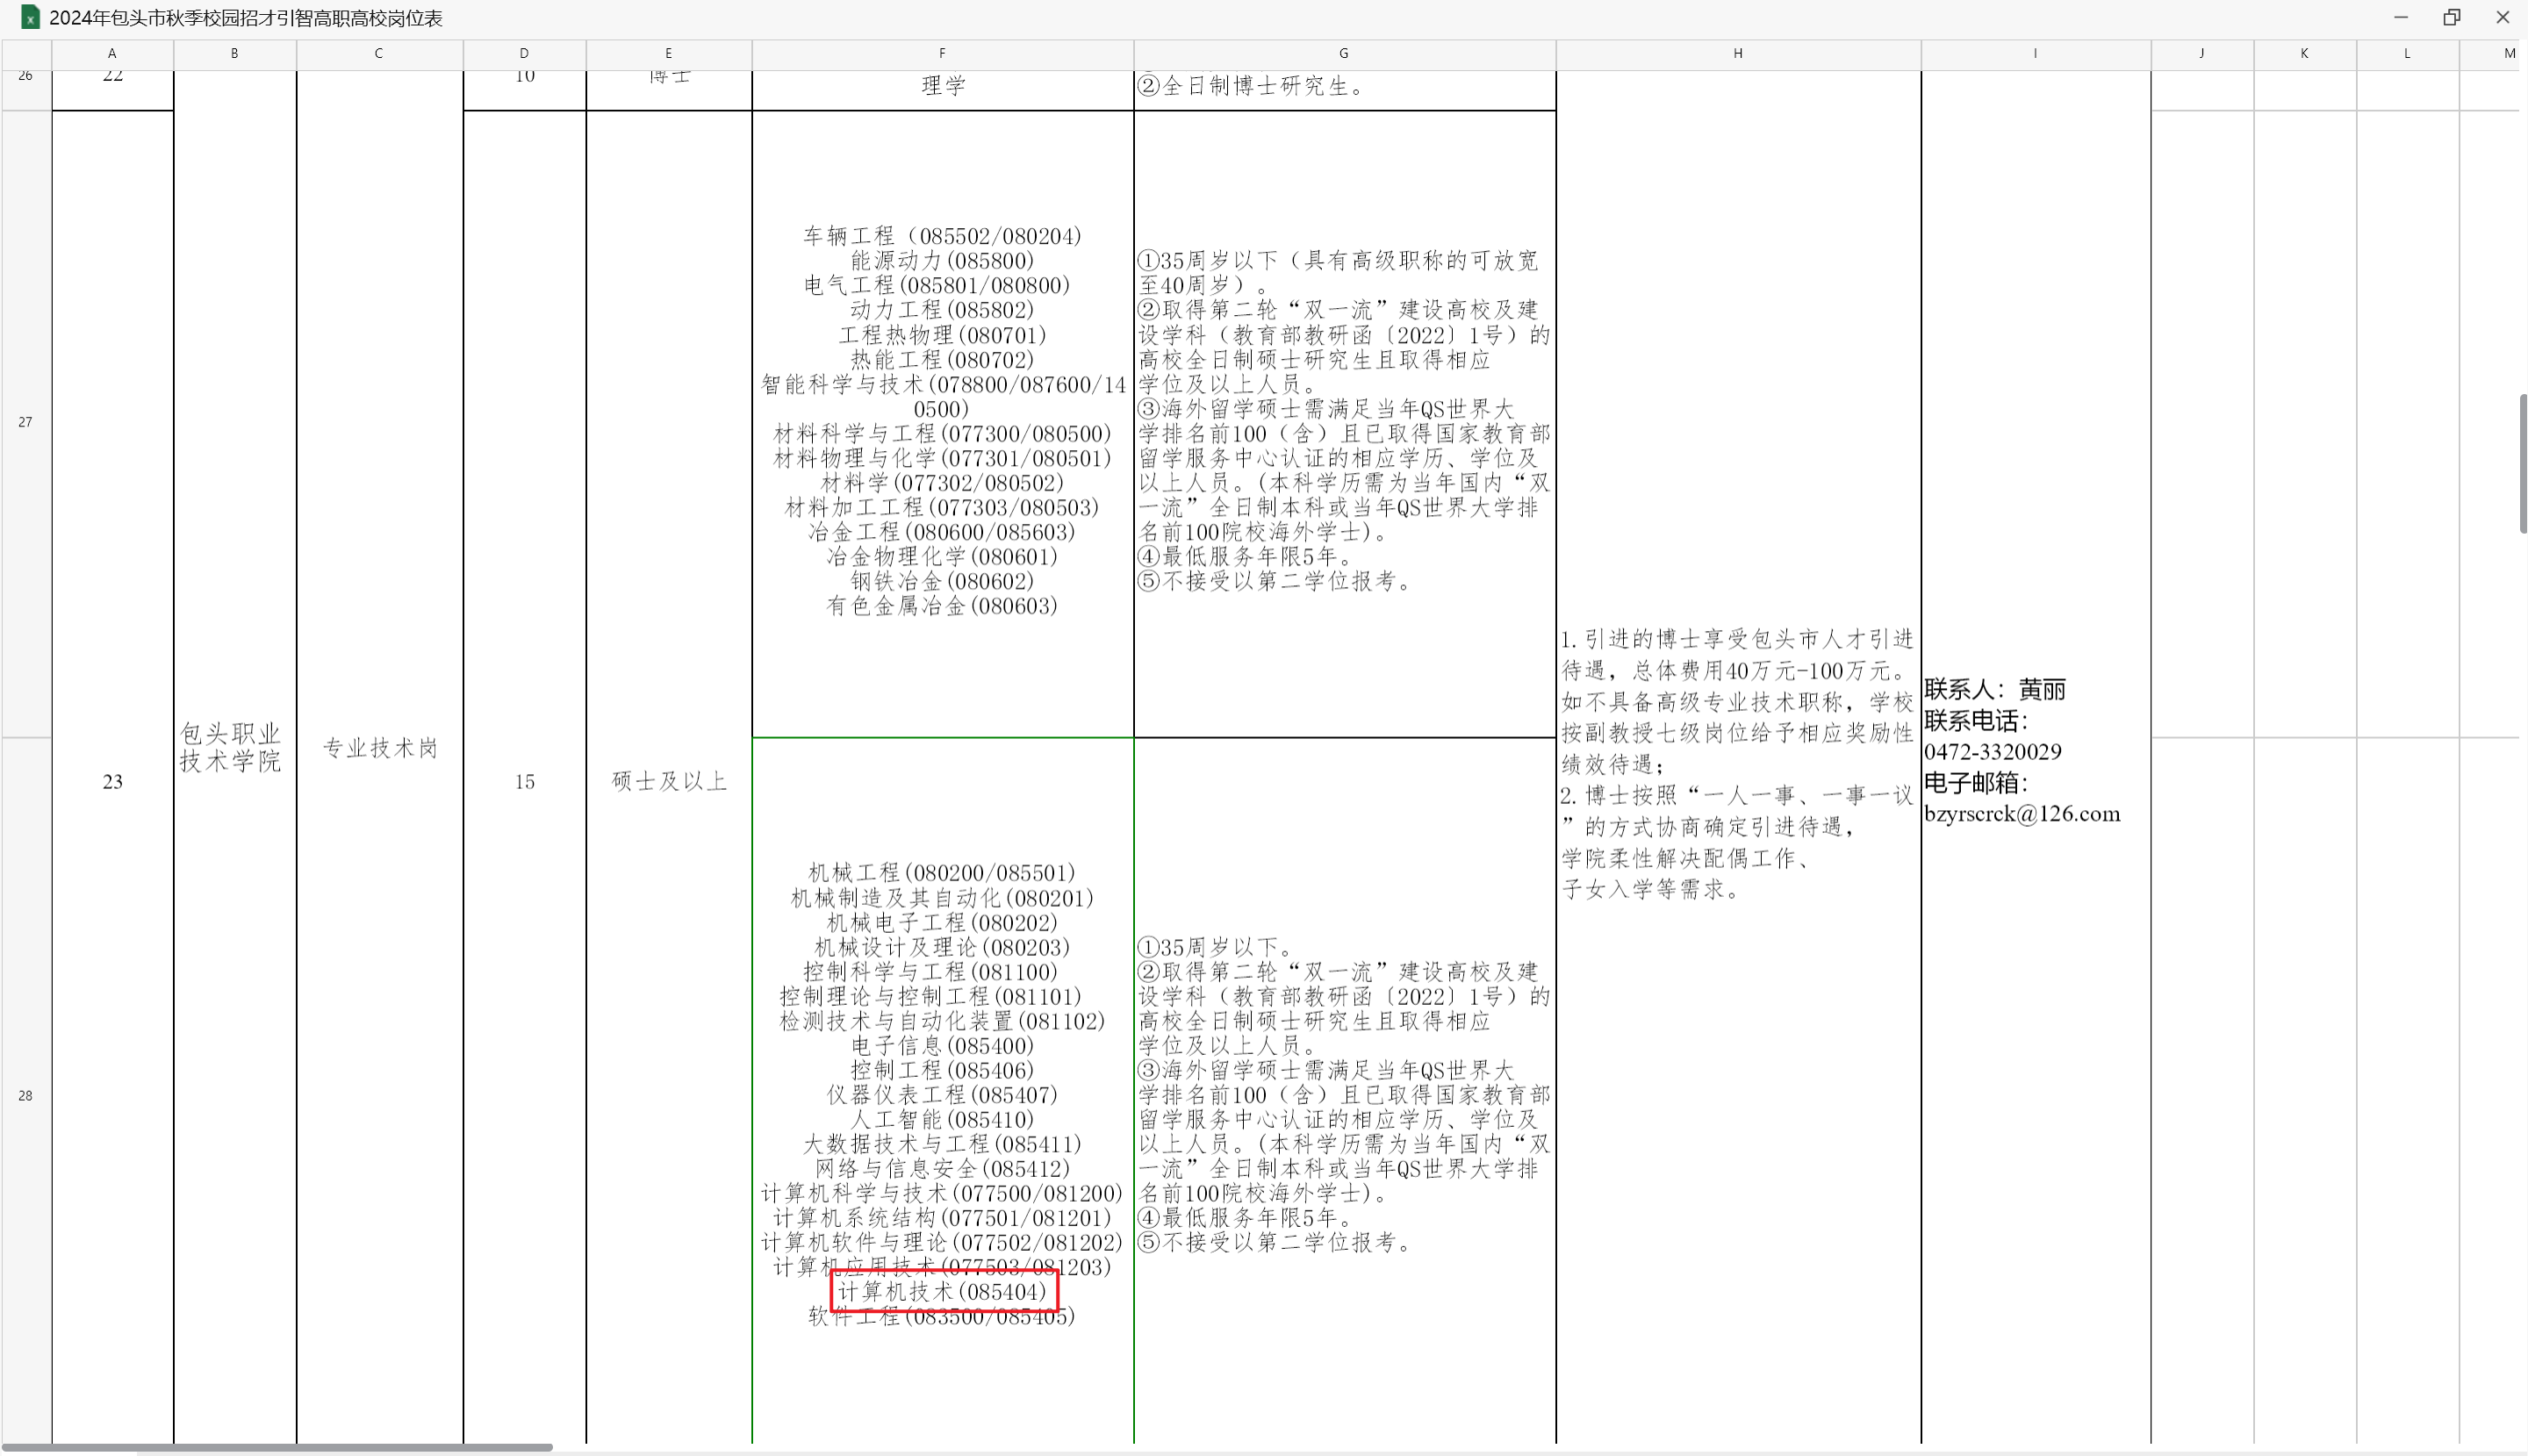 2024年包头市秋季校园招才引智高职高校岗位表
A B C D E F G H I J K L M
26
22
10
博士
理学
②全日制博士研究生。
27
车辆工程（085502/080204)
能源动力(085800)
电气工程(085801/080800)
动力工程(085802)
工程热物理(080701)
热能工程(080702)
智能科学与技术(078800/087600/14
0500)
材料科学与工程(077300/080500)
材料物理与化学(077301/080501)
材料学(077302/080502)
材料加工工程(077303/080503)
冶金工程(080600/085603)
冶金物理化学(080601)
钢铁冶金(080602)
有色金属冶金(080603)
①35周岁以下（具有高级职称的可放宽
至40周岁）。
②取得第二轮“双一流”建设高校及建
设学科（教育部教研函〔2022〕1号）的
高校全日制硕士研究生且取得相应
学位及以上人员。
③海外留学硕士需满足当年QS世界大
学排名前100（含）且已取得国家教育部
留学服务中心认证的相应学历、学位及
以上人员。(本科学历需为当年国内“双
一流”全日制本科或当年QS世界大学排
名前100院校海外学士)。
④最低服务年限5年。
⑤不接受以第二学位报考。
23
包头职业
技术学院
专业技术岗
15
硕士及以上
28
机械工程(080200/085501)
机械制造及其自动化(080201)
机械电子工程(080202)
机械设计及理论(080203)
控制科学与工程(081100)
控制理论与控制工程(081101)
检测技术与自动化装置(081102)
电子信息(085400)
控制工程(085406)
仪器仪表工程(085407)
人工智能(085410)
大数据技术与工程(085411)
网络与信息安全(085412)
计算机科学与技术(077500/081200)
计算机系统结构(077501/081201)
计算机软件与理论(077502/081202)
计算机应用技术(077503/081203)
计算机技术(085404)
软件工程(083500/085405)
①35周岁以下。
②取得第二轮“双一流”建设高校及建
设学科（教育部教研函〔2022〕1号）的
高校全日制硕士研究生且取得相应
学位及以上人员。
③海外留学硕士需满足当年QS世界大
学排名前100（含）且已取得国家教育部
留学服务中心认证的相应学历、学位及
以上人员。(本科学历需为当年国内“双
一流”全日制本科或当年QS世界大学排
名前100院校海外学士)。
④最低服务年限5年。
⑤不接受以第二学位报考。
1.引进的博士享受包头市人才引进
待遇，总体费用40万元-100万元。
如不具备高级专业技术职称，学校
按副教授七级岗位给予相应奖励性
绩效待遇；
2.博士按照“一人一事、一事一议
”的方式协商确定引进待遇，
学院柔性解决配偶工作、
子女入学等需求。
联系人：黄丽
联系电话：
0472-3320029
电子邮箱：
bzyrscrck@126.com